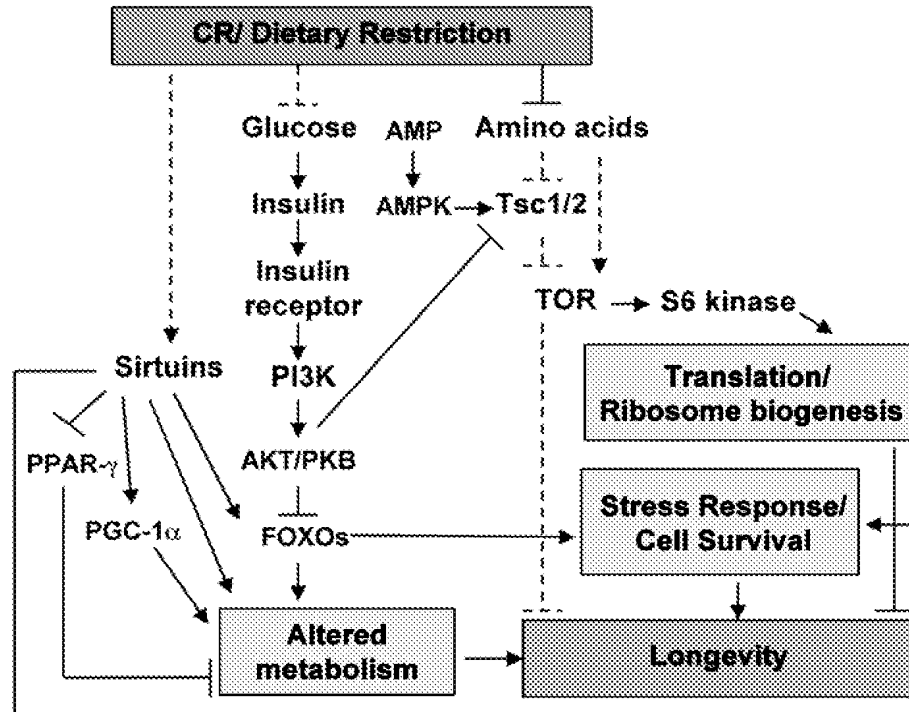 CR/ Dietary Restriction
Glucose
AMP
Amino acids
Insulin
AMPK
Tsc1/2
Insulin
receptor
TOR
S6 kinase
Sirtuins
PI3K
Translation/
Ribosome biogenesis
PPAR-γ
AKT/PKB
PGC-1α
FOXOs
Stress Response/
Cell Survival
Altered
metabolism
Longevity